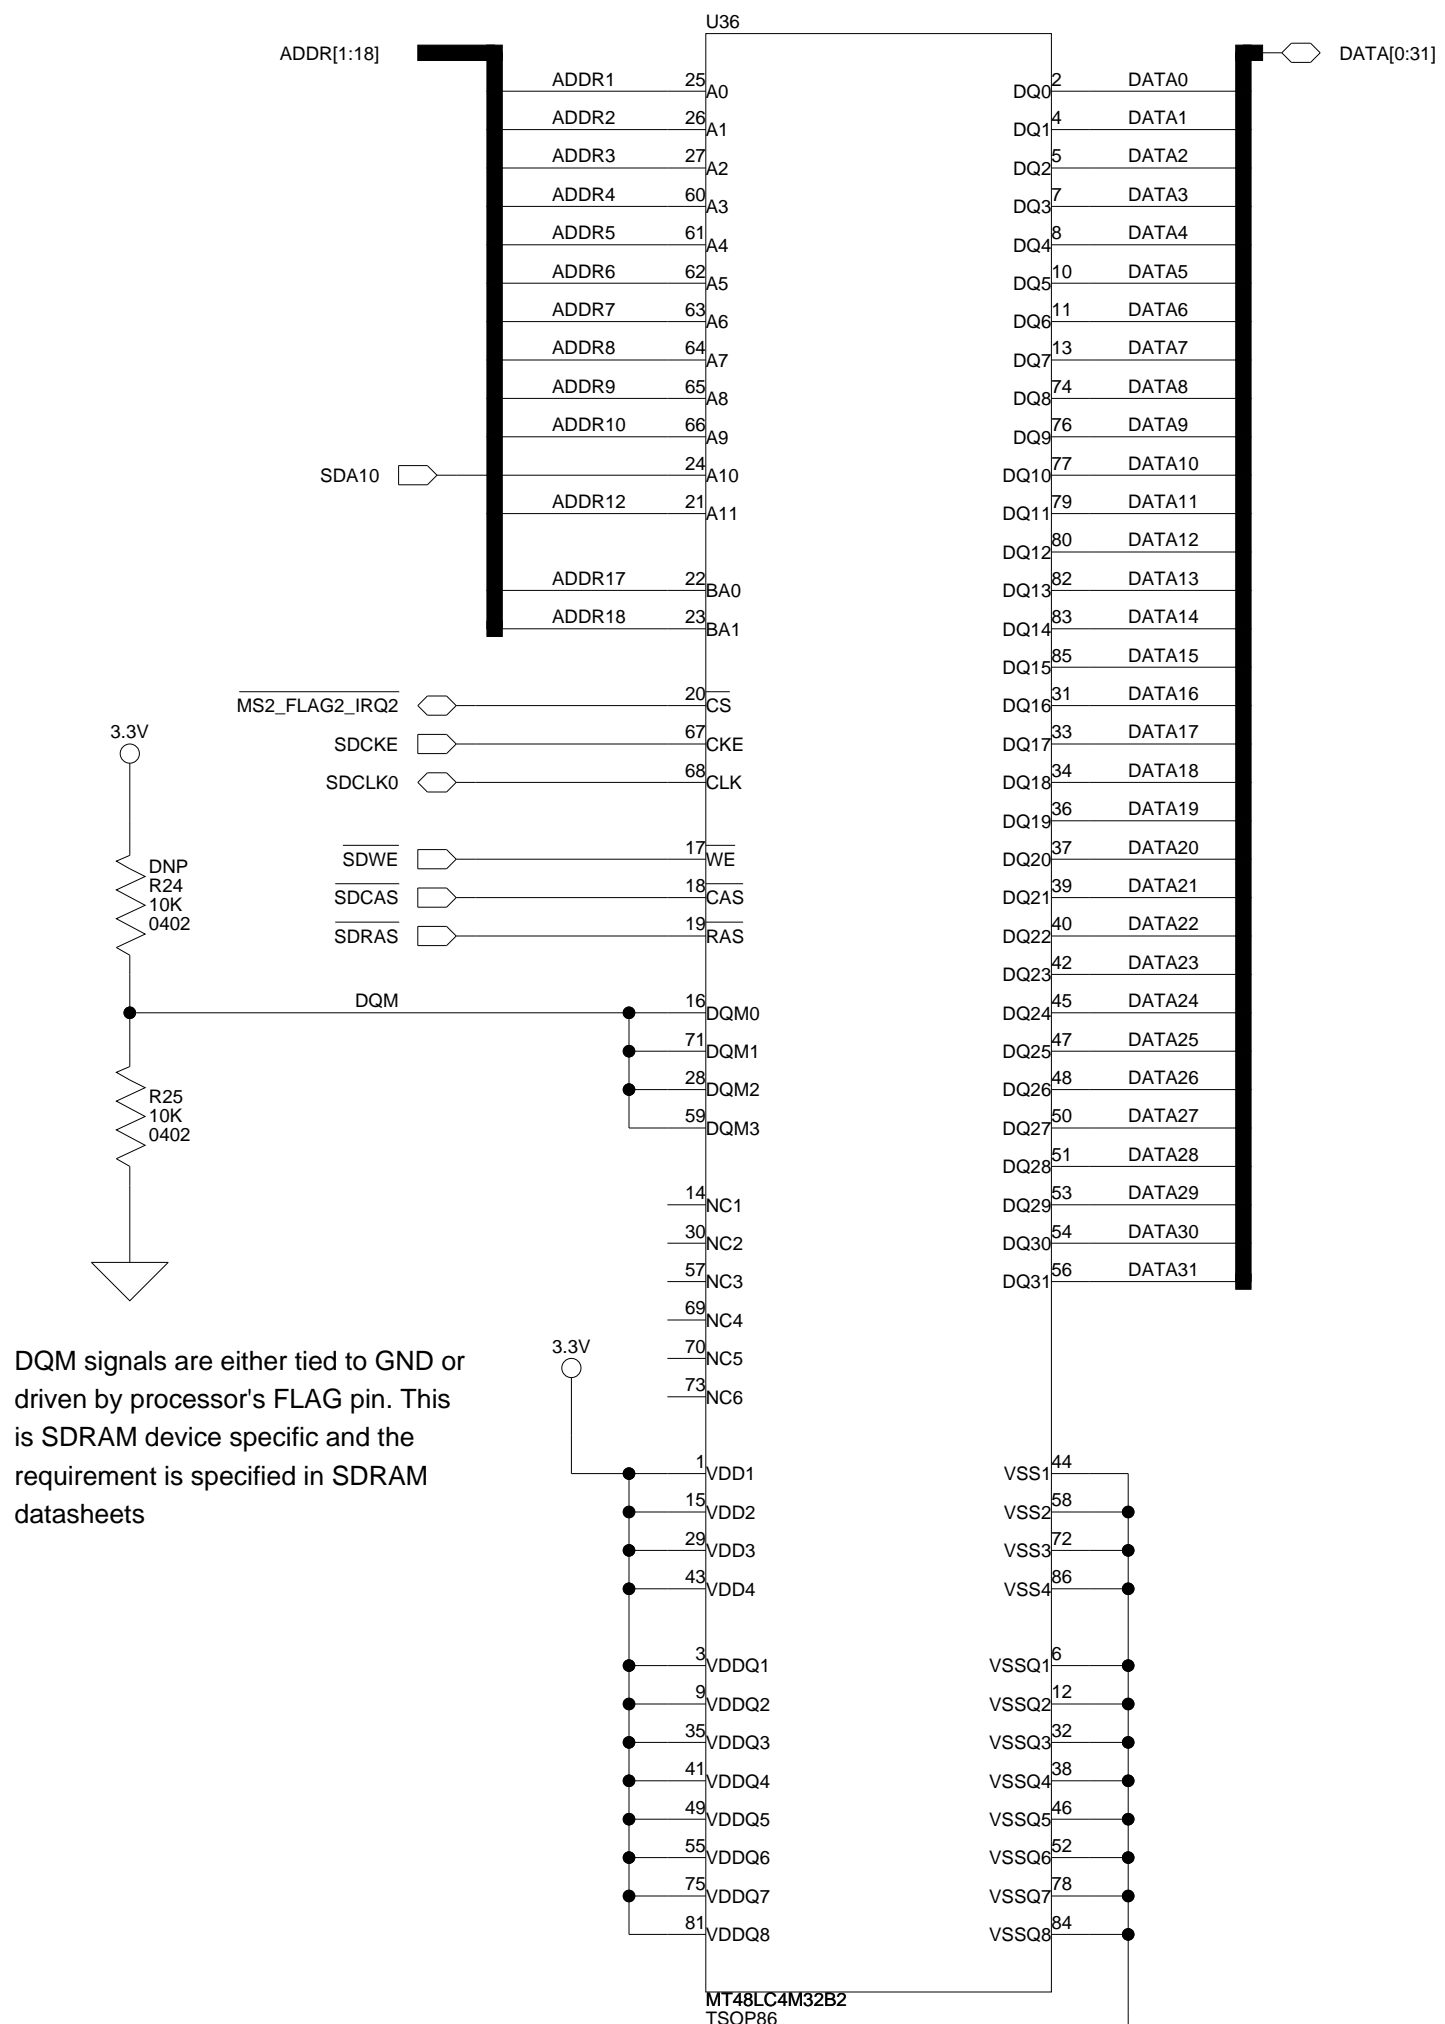 U36
ADDR[1:18] DATA[0:31]
ADDR1 25 A0 DQ0 2 DATA0
ADDR2 26 A1 DQ1 4 DATA1
ADDR3 27 A2 DQ2 5 DATA2
ADDR4 60 A3 DQ3 7 DATA3
ADDR5 61 A4 DQ4 8 DATA4
ADDR6 62 A5 DQ5 10 DATA5
ADDR7 63 A6 DQ6 11 DATA6
ADDR8 64 A7 DQ7 13 DATA7
ADDR9 65 A8 DQ8 74 DATA8
ADDR10 66 A9 DQ9 76 DATA9
SDA10 24 A10 DQ10 77 DATA10
ADDR12 21 A11 DQ11 79 DATA11
DQ12 80 DATA12
ADDR17 22 BA0 DQ13 82 DATA13
ADDR18 23 BA1 DQ14 83 DATA14
DQ15 85 DATA15
MS2_FLAG2_IRQ2 20 CS DQ16 31 DATA16
3.3V
SDCKE 67 CKE DQ17 33 DATA17
SDCLK0 68 CLK DQ18 34 DATA18
DQ19 36 DATA19
SDWE 17 WE DQ20 37 DATA20
DNP
R24
10K
0402
SDCAS 18 CAS DQ21 39 DATA21
SDRAS 19 RAS DQ22 40 DATA22
DQ23 42 DATA23
DQM 16 DQM0 DQ24 45 DATA24
71 DQM1 DQ25 47 DATA25
28 DQM2 DQ26 48 DATA26
R25
10K
0402
59 DQM3 DQ27 50 DATA27
DQ28 51 DATA28
14 NC1 DQ29 53 DATA29
30 NC2 DQ30 54 DATA30
57 NC3 DQ31 56 DATA31
69 NC4
70 NC5
73 NC6
3.3V
DQM signals are either tied to GND or
driven by processor's FLAG pin. This
is SDRAM device specific and the
requirement is specified in SDRAM
datasheets
1 VDD1 VSS1 44
15 VDD2 VSS2 58
29 VDD3 VSS3 72
43 VDD4 VSS4 86
3 VDDQ1 VSSQ1 6
9 VDDQ2 VSSQ2 12
35 VDDQ3 VSSQ3 32
41 VDDQ4 VSSQ4 38
49 VDDQ5 VSSQ5 46
55 VDDQ6 VSSQ6 52
75 VDDQ7 VSSQ7 78
81 VDDQ8 VSSQ8 84
MT48LC4M32B2
TSOP86